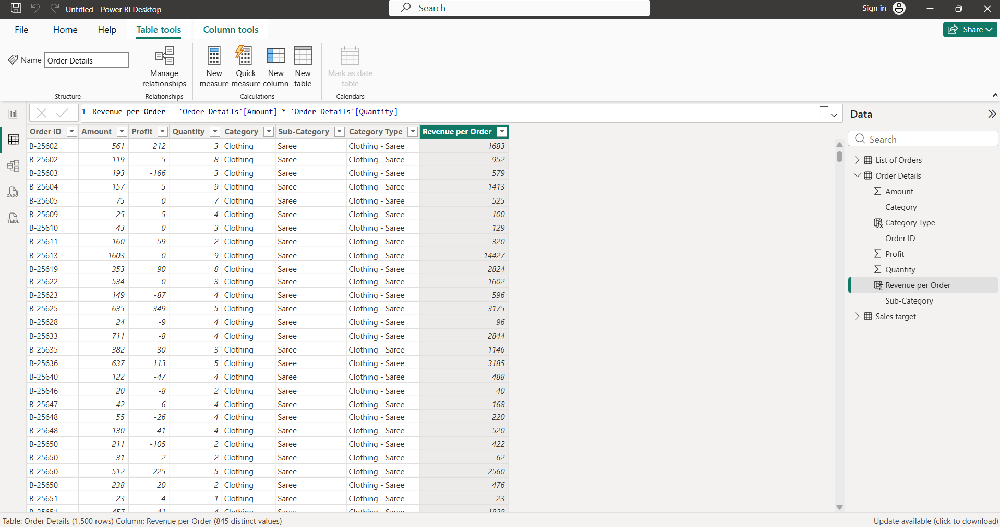 Untitled - Power BI Desktop
Search
Sign in
File Home Help Table tools Column tools
Share
Name Order Details
Manage relationships
New measure
Quick measure
New column
New table
Mark as date table
Structure
Relationships
Calculations
Calendars
1 Revenue per Order = 'Order Details'[Amount] * 'Order Details'[Quantity]
Order ID Amount Profit Quantity Category Sub-Category Category Type Revenue per Order
B-25602 561 212 3 Clothing Saree Clothing - Saree 1683
B-25602 119 -5 8 Clothing Saree Clothing - Saree 952
B-25603 193 -166 3 Clothing Saree Clothing - Saree 579
B-25604 157 5 9 Clothing Saree Clothing - Saree 1413
B-25605 75 0 7 Clothing Saree Clothing - Saree 525
B-25609 25 -5 4 Clothing Saree Clothing - Saree 100
B-25610 43 0 3 Clothing Saree Clothing - Saree 129
B-25611 160 -59 2 Clothing Saree Clothing - Saree 320
B-25613 1603 0 9 Clothing Saree Clothing - Saree 14427
B-25619 353 90 8 Clothing Saree Clothing - Saree 2824
B-25622 534 0 3 Clothing Saree Clothing - Saree 1602
B-25623 149 -87 4 Clothing Saree Clothing - Saree 596
B-25625 635 -349 5 Clothing Saree Clothing - Saree 3175
B-25628 24 -9 4 Clothing Saree Clothing - Saree 96
B-25633 711 -8 4 Clothing Saree Clothing - Saree 2844
B-25635 382 30 3 Clothing Saree Clothing - Saree 1146
B-25636 637 113 5 Clothing Saree Clothing - Saree 3185
B-25640 122 -47 4 Clothing Saree Clothing - Saree 488
B-25646 20 -8 2 Clothing Saree Clothing - Saree 40
B-25647 42 -6 4 Clothing Saree Clothing - Saree 168
B-25648 55 -26 4 Clothing Saree Clothing - Saree 220
B-25648 130 -41 4 Clothing Saree Clothing - Saree 520
B-25650 211 -105 2 Clothing Saree Clothing - Saree 422
B-25650 31 -2 2 Clothing Saree Clothing - Saree 62
B-25650 512 -225 5 Clothing Saree Clothing - Saree 2560
B-25650 238 20 2 Clothing Saree Clothing - Saree 476
B-25651 23 4 1 Clothing Saree Clothing - Saree 23
DAX
TMDL
Data
Search
List of Orders
Order Details
Amount
Category
Category Type
Order ID
Profit
Quantity
Revenue per Order
Sub-Category
Sales target
Table: Order Details (1,500 rows) Column: Revenue per Order (845 distinct values)
Update available (click to download)